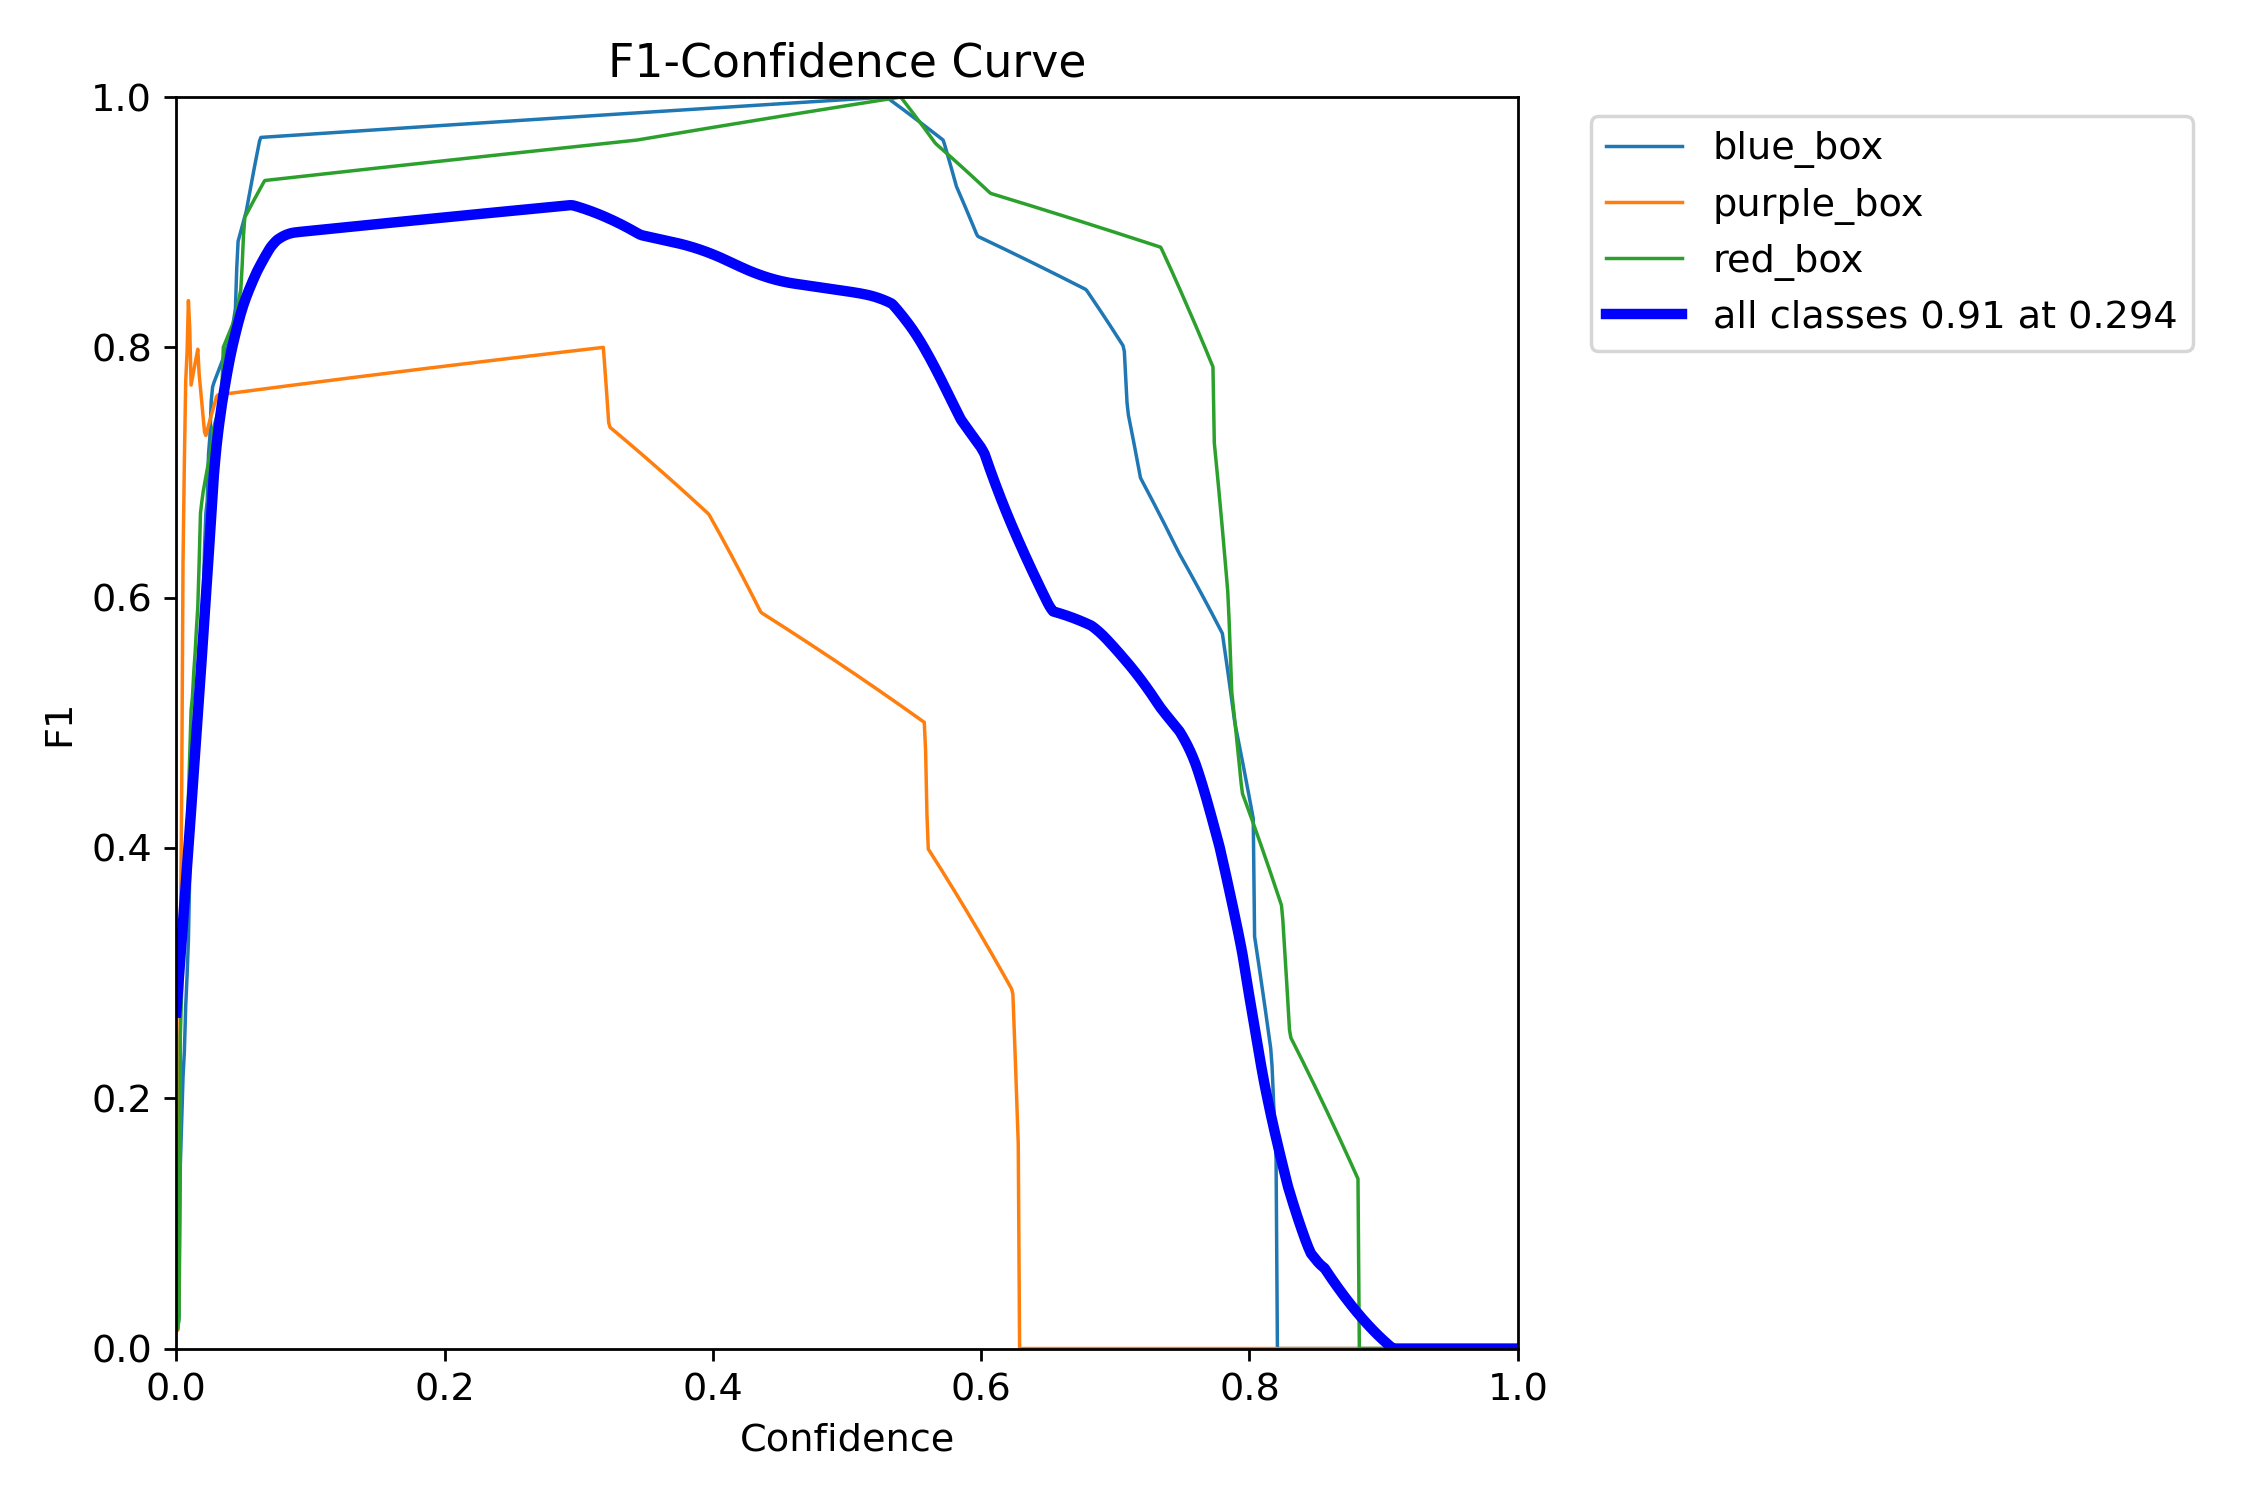 F1-Confidence Curve
1.0
0.8
0.6
0.4
0.2
0.0
F1
0.0 0.2 0.4 0.6 0.8 1.0
Confidence
blue_box
purple_box
red_box
all classes 0.91 at 0.294